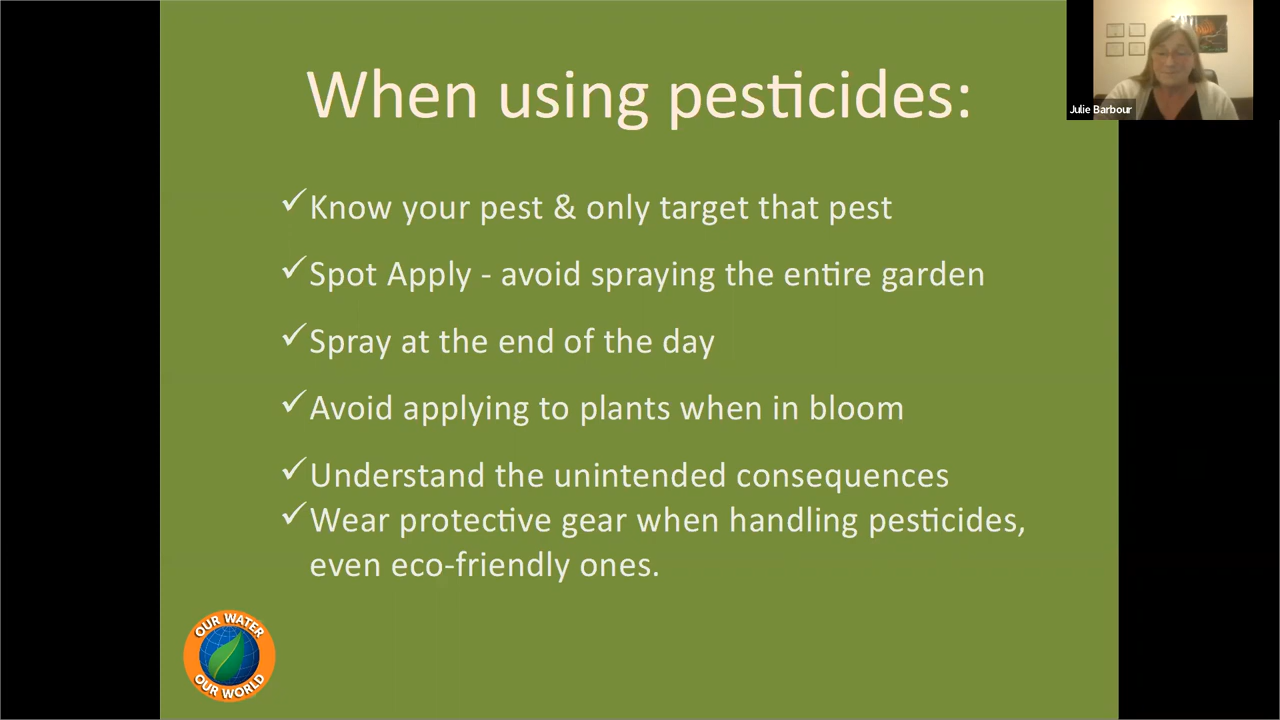 When using pesticides:
Julie Barbour
✓Know your pest & only target that pest
✓Spot Apply - avoid spraying the entire garden
✓Spray at the end of the day
✓Avoid applying to plants when in bloom
✓Understand the unintended consequences
✓Wear protective gear when handling pesticides,
even eco-friendly ones.
OUR WATER
OUR WORLD